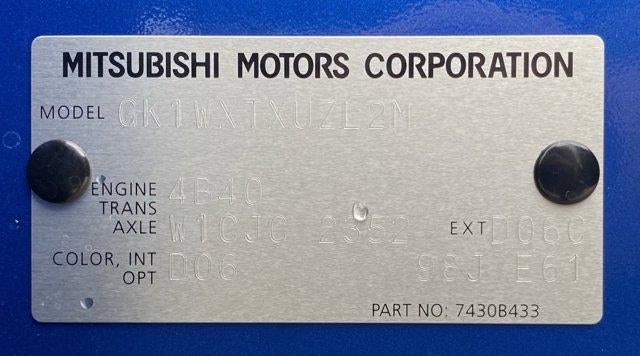 MITSUBISHI MOTORS CORPORATION
MODEL GK1WXTXUZL2M
ENGINE 4B40
TRANS
AXLE W1CJC 2352 EXT D06C
COLOR, INT D06 98J E61
OPT
PART NO: 7430B433